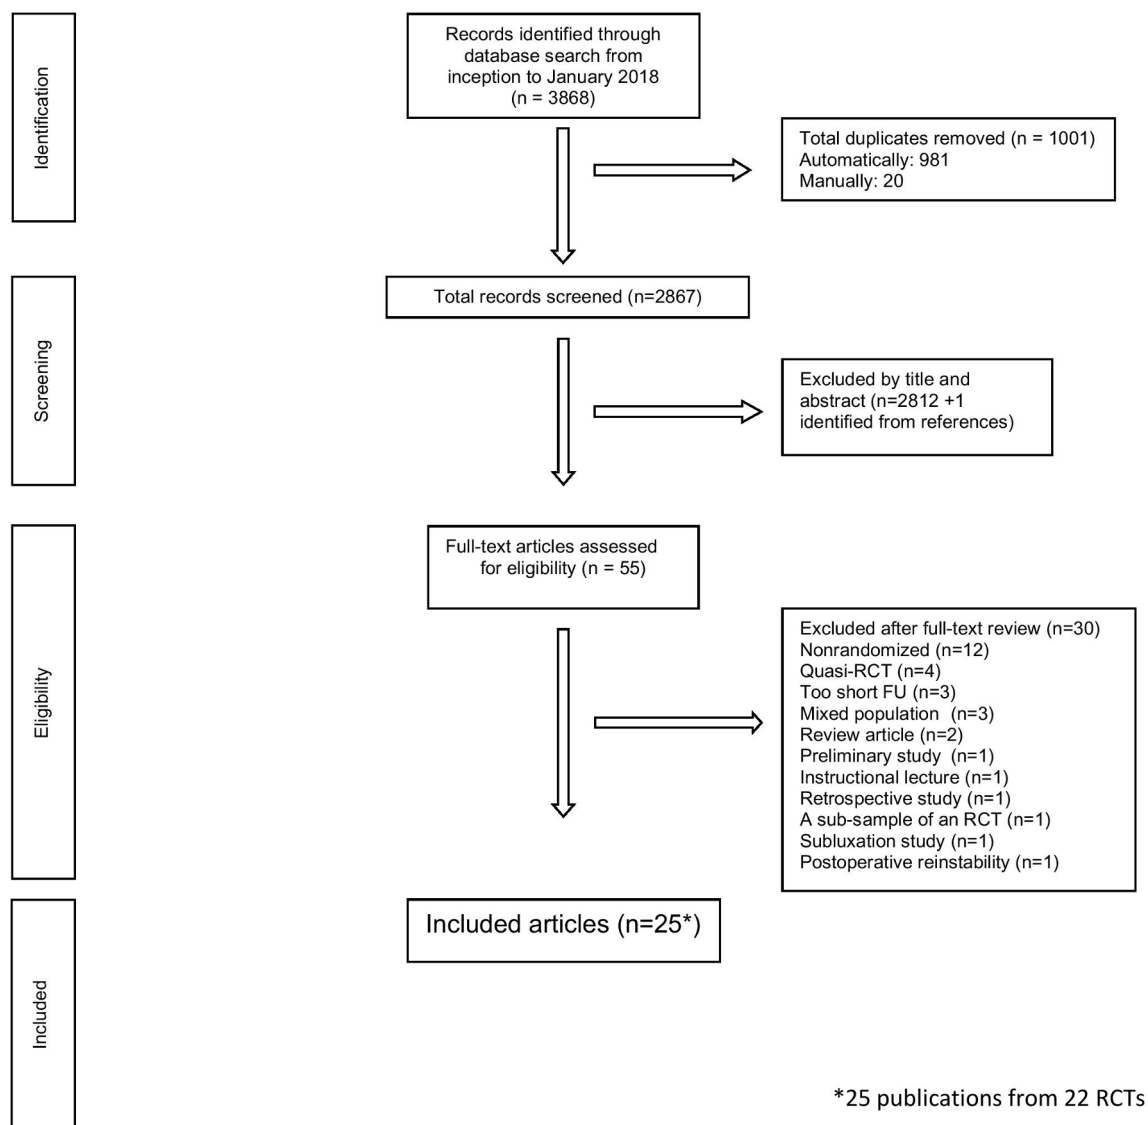 Identification
Records identified through
database search from
inception to January 2018
(n = 3868)
Total duplicates removed (n = 1001)
Automatically: 981
Manually: 20
Screening
Total records screened (n=2867)
Excluded by title and
abstract (n=2812 +1
identified from references)
Eligibility
Full-text articles assessed
for eligibility (n = 55)
Excluded after full-text review (n=30)
Nonrandomized (n=12)
Quasi-RCT (n=4)
Too short FU (n=3)
Mixed population (n=3)
Review article (n=2)
Preliminary study (n=1)
Instructional lecture (n=1)
Retrospective study (n=1)
A sub-sample of an RCT (n=1)
Subluxation study (n=1)
Postoperative reinstability (n=1)
Included
Included articles (n=25*)
*25 publications from 22 RCTs